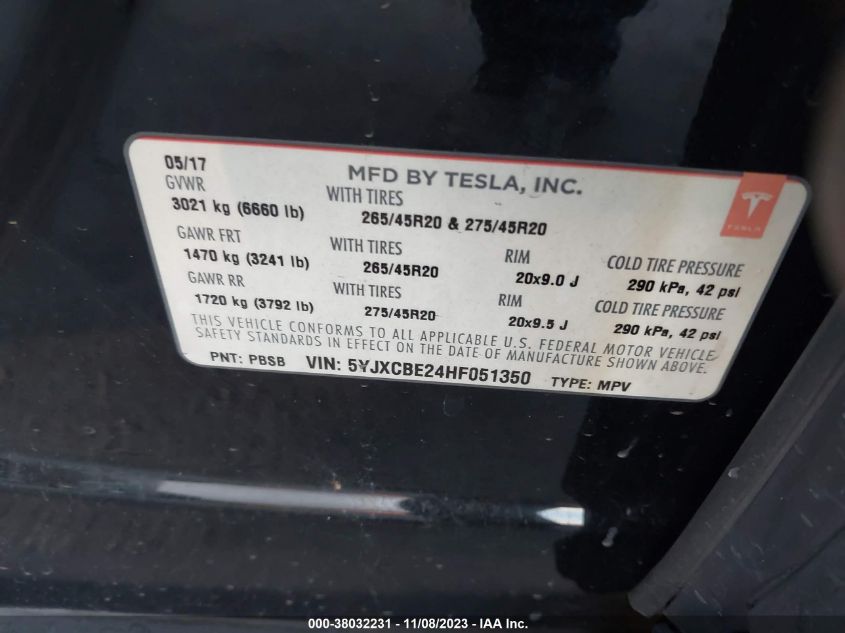 05/17 MFD BY TESLA, INC.
GVWR WITH TIRES
3021 kg (6660 lb) 265/45R20 & 275/45R20
GAWR FRT WITH TIRES RIM COLD TIRE PRESSURE
1470 kg (3241 lb) 265/45R20 20x9.0 J 290 kPa, 42 psi
GAWR RR WITH TIRES RIM COLD TIRE PRESSURE
1720 kg (3792 lb) 275/45R20 20x9.5 J 290 kPa, 42 psi
THIS VEHICLE CONFORMS TO ALL APPLICABLE U.S. FEDERAL MOTOR VEHICLE
SAFETY STANDARDS IN EFFECT ON THE DATE OF MANUFACTURE SHOWN ABOVE.
PNT: PBSB VIN: 5YJXCBE24HF051350 TYPE: MPV
TESLA
000-38032231 - 11/08/2023 - IAA Inc.